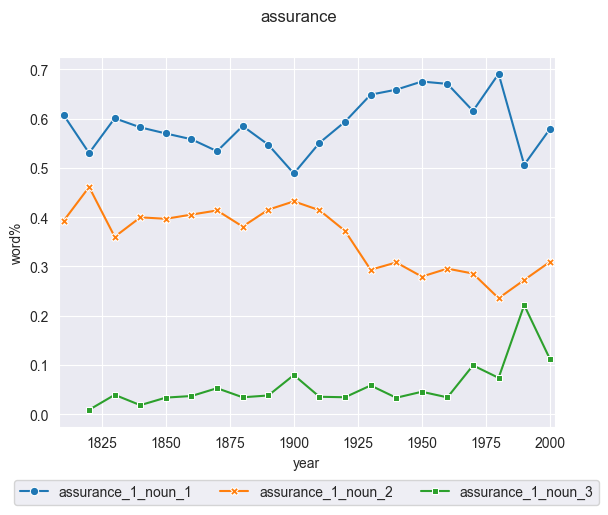 assurance
0.7
0.6
0.5
0.4
0.3
0.2
0.1
0.0
word%
1825 1850 1875 1900 1925 1950 1975 2000
year
assurance_1_noun_1 assurance_1_noun_2 assurance_1_noun_3